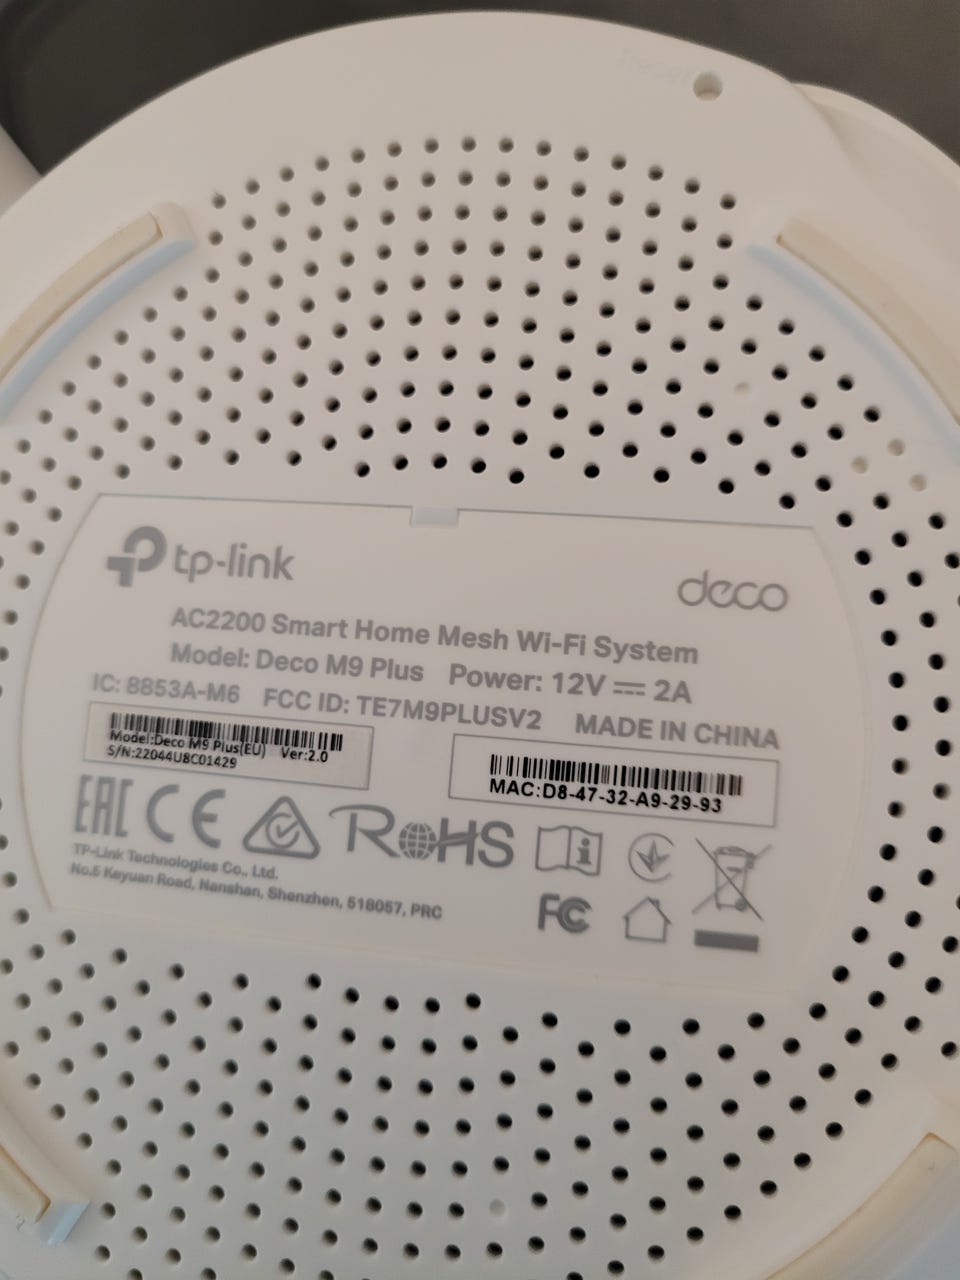 tp-link
deco
AC2200 Smart Home Mesh Wi-Fi System
Model: Deco M9 Plus Power: 12V ⎓ 2A
IC: 8853A-M6 FCC ID: TE7M9PLUSV2 MADE IN CHINA
Model:Deco M9 Plus(EU) Ver:2.0
S/N:22044U8C01429
MAC:D8-47-32-A9-29-93
EAC CE RoHS
TP-Link Technologies Co., Ltd.
No.5 Keyuan Road, Nanshan, Shenzhen, 518057, PRC
FC